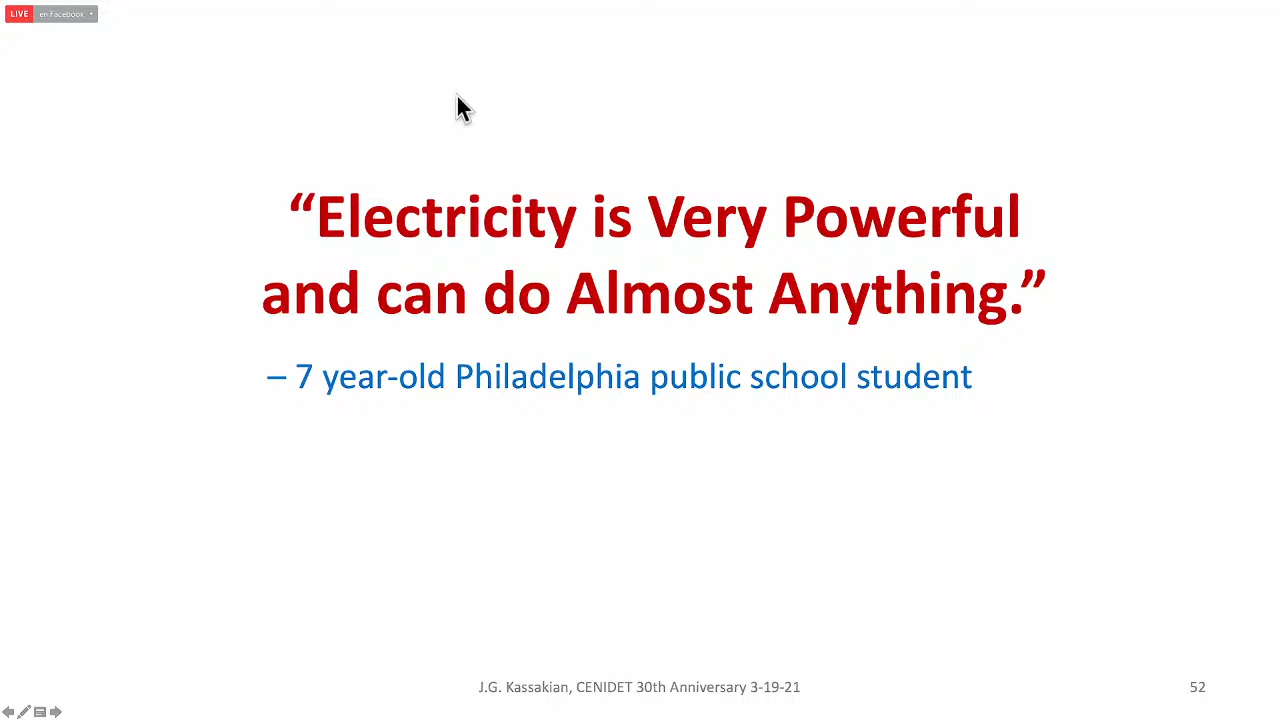 LIVE en Facebook
“Electricity is Very Powerful
and can do Almost Anything.”
– 7 year-old Philadelphia public school student
J.G. Kassakian, CENIDET 30th Anniversary 3-19-21
52